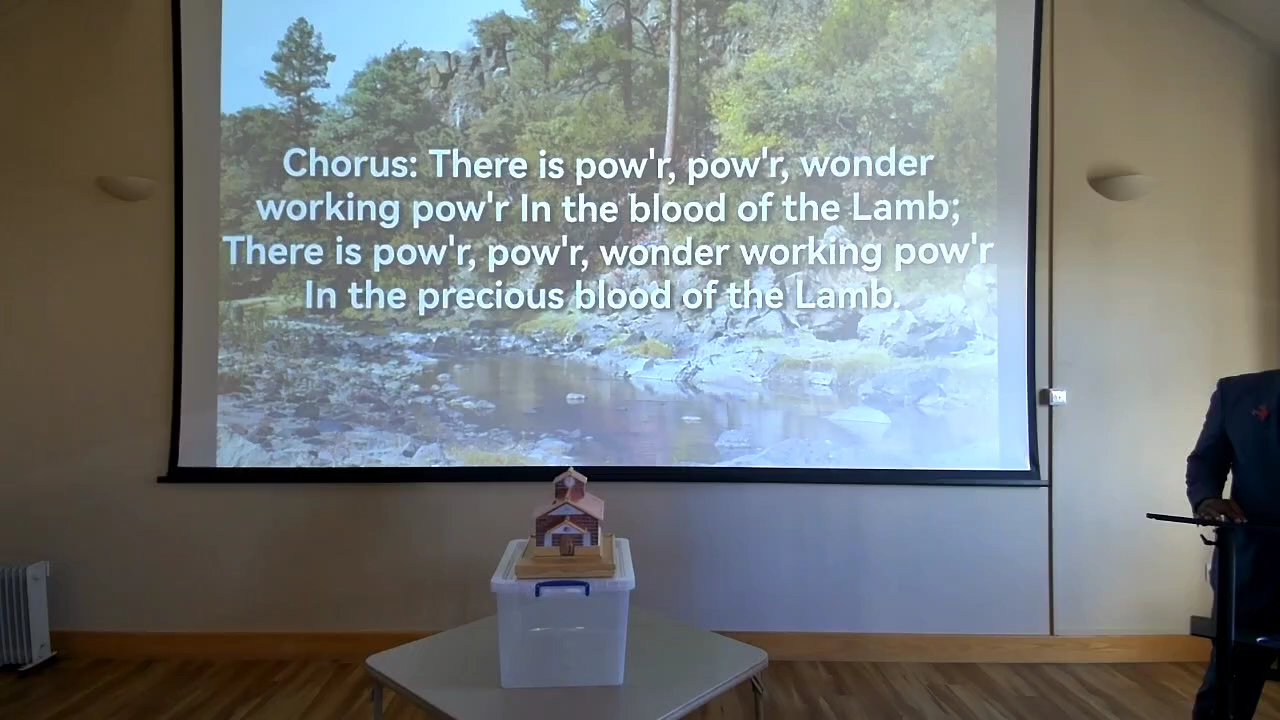 Chorus: There is pow'r, pow'r, wonder
working pow'r In the blood of the Lamb;
There is pow'r, pow'r, wonder working pow'r
In the precious blood of the Lamb.